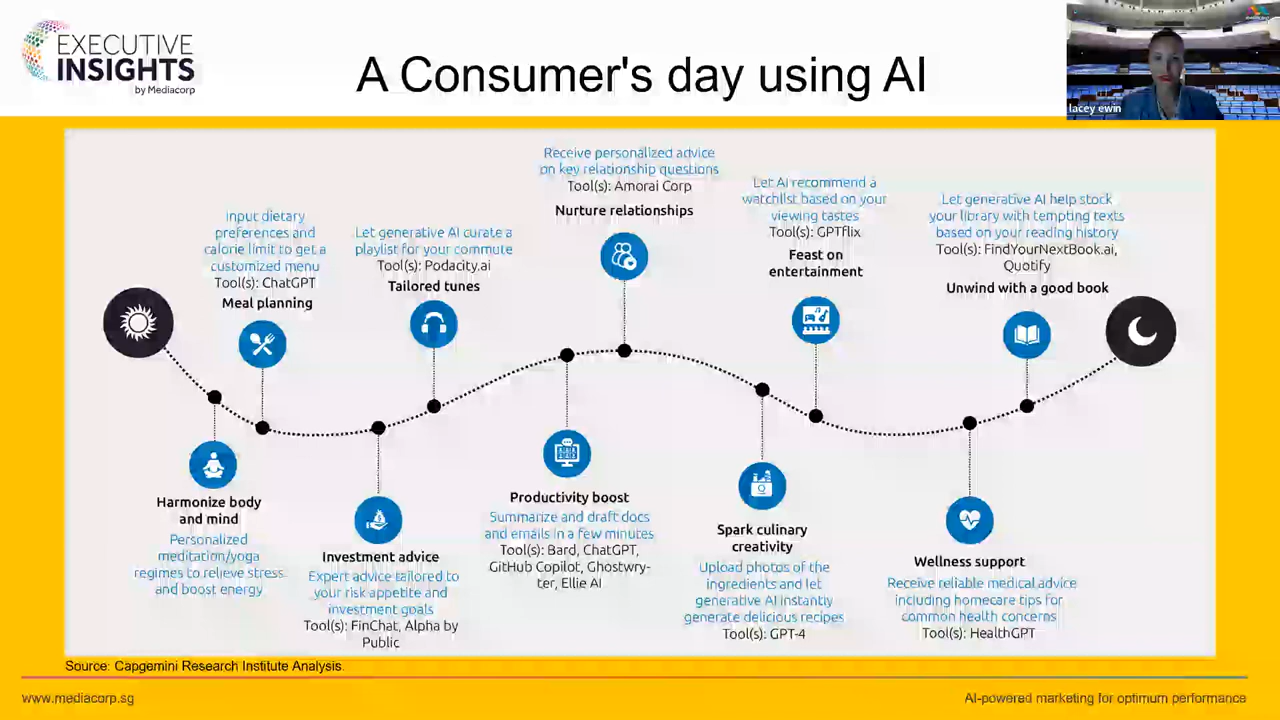 EXECUTIVE
INSIGHTS
by Mediacorp
A Consumer's day using AI
lacey ewin
Input dietary
preferences and
calorie limit to get a
customized menu
Tool(s): ChatGPT
Meal planning
Let generative AI curate a
playlist for your commute
Tool(s): Podacity.ai
Tailored tunes
Receive personalized advice
on key relationship questions
Tool(s): Amorai Corp
Nurture relationships
Let AI recommend a
watchlist based on your
viewing tastes
Tool(s): GPTflix
Feast on
entertainment
Let generative AI help stock
your library with tempting texts
based on your reading history
Tool(s): FindYourNextBook.ai,
Quotify
Unwind with a good book
Harmonize body
and mind
Personalized
meditation/yoga
regimes to relieve stress
and boost energy
Investment advice
Expert advice tailored to
your risk appetite and
investment goals
Tool(s): FinChat, Alpha by
Public
Productivity boost
Summarize and draft docs
and emails in a few minutes
Tool(s): Bard, ChatGPT,
GitHub Copilot, Ghostwry-
ter, Ellie AI
Spark culinary
creativity
Upload photos of the
ingredients and let
generative AI instantly
generate delicious recipes
Tool(s): GPT-4
Wellness support
Receive reliable medical advice
including homecare tips for
common health concerns
Tool(s): HealthGPT
Source: Capgemini Research Institute Analysis.
www.mediacorp.sg
AI-powered marketing for optimum performance